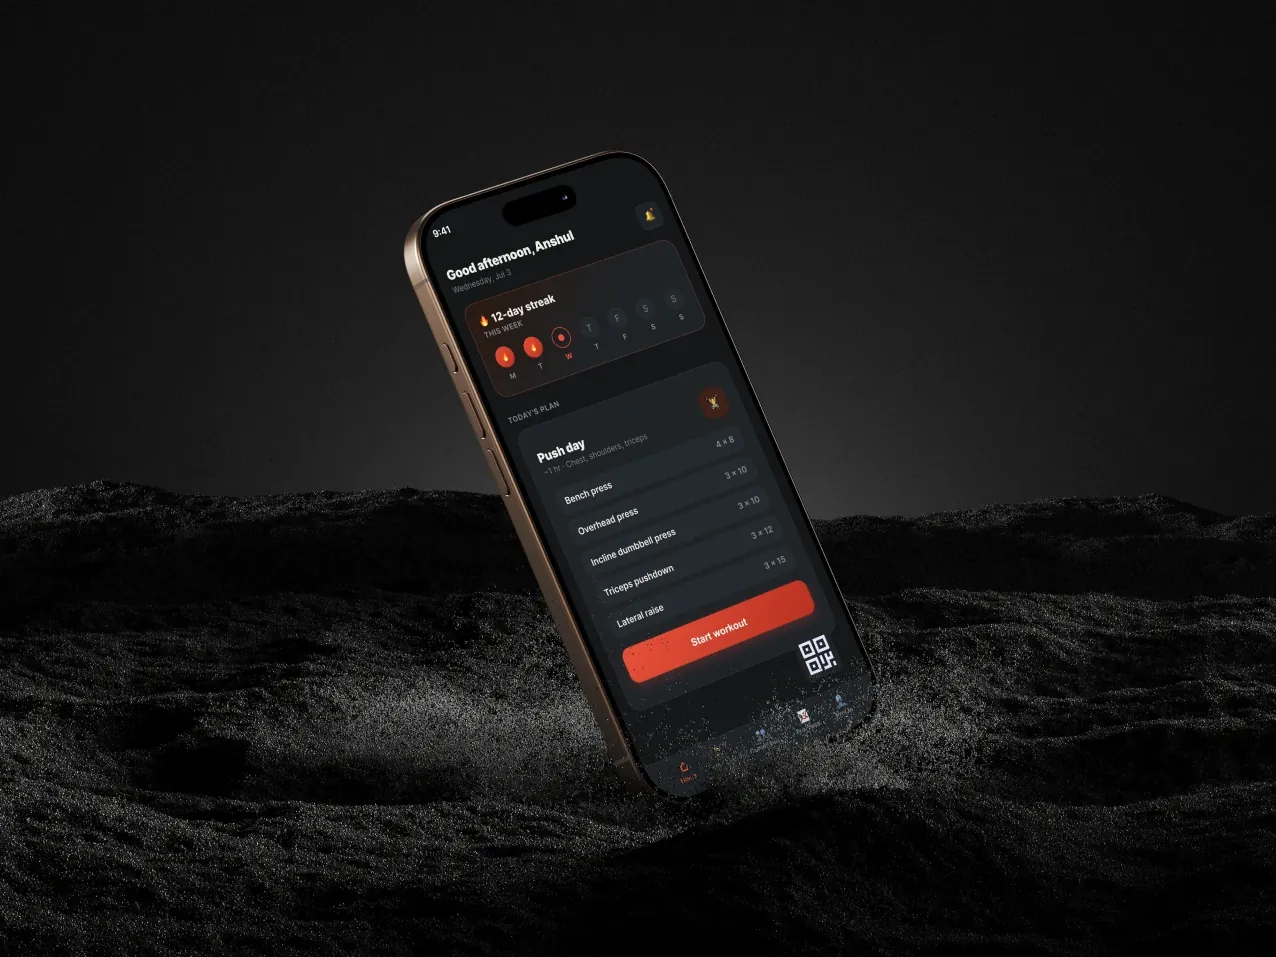 9:41
Good afternoon, Anshul
Wednesday, Jul 3
12-day streak
THIS WEEK
T F S S
M T W T F S S
TODAY'S PLAN
Push day
~1 hr · Chest, shoulders, triceps
Bench press 4 × 8
Overhead press 3 × 10
Incline dumbbell press 3 × 10
Triceps pushdown 3 × 12
Lateral raise 3 × 15
Start workout